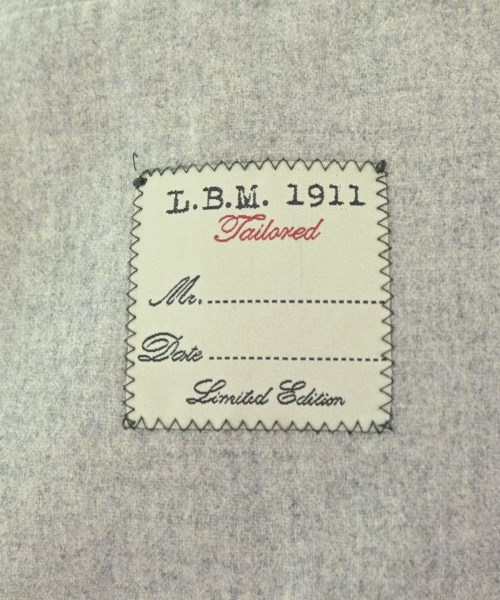 L.B.M. 1911
Tailored
Mr. ........................
Date ........................
Limited Edition